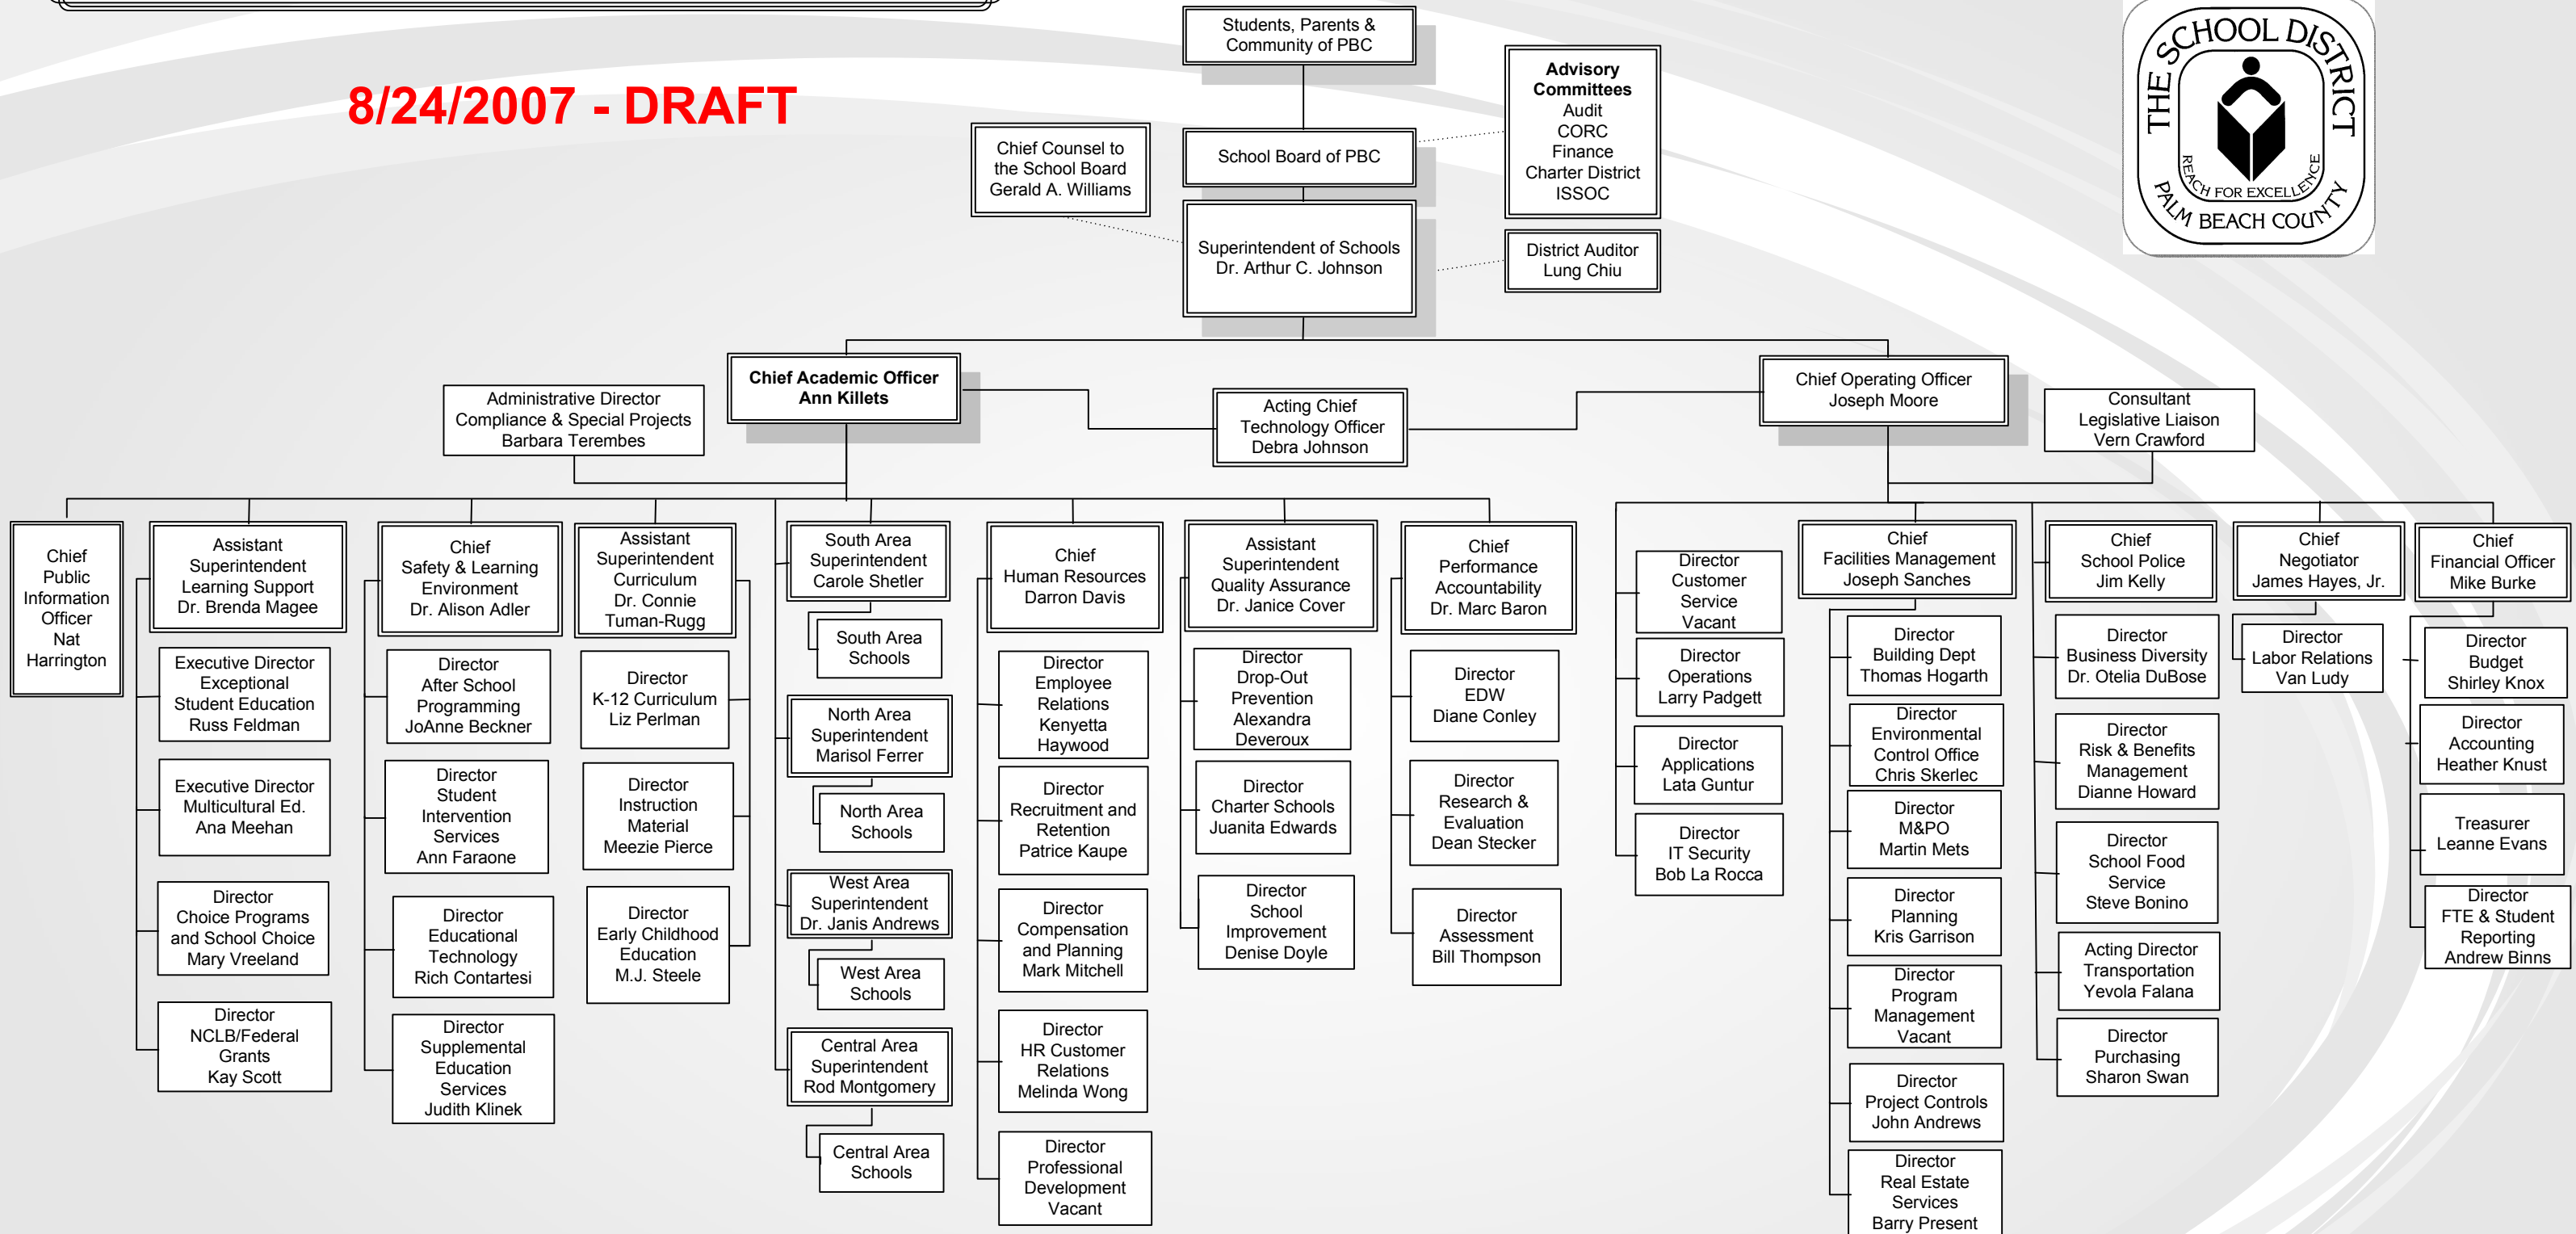 8/24/2007 - DRAFT
Students, Parents &
Community of PBC
Advisory
Committees
Audit
CORC
Finance
Charter District
ISSOC
THE SCHOOL DISTRICT
REACH FOR EXCELLENCE
PALM BEACH COUNTY
Chief Counsel to
the School Board
Gerald A. Williams
School Board of PBC
Superintendent of Schools
Dr. Arthur C. Johnson
District Auditor
Lung Chiu
Chief Academic Officer
Ann Killets
Administrative Director
Compliance & Special Projects
Barbara Terembes
Acting Chief
Technology Officer
Debra Johnson
Chief Operating Officer
Joseph Moore
Consultant
Legislative Liaison
Vern Crawford
Chief
Public
Information
Officer
Nat
Harrington
Assistant
Superintendent
Learning Support
Dr. Brenda Magee
Executive Director
Exceptional
Student Education
Russ Feldman
Executive Director
Multicultural Ed.
Ana Meehan
Director
Choice Programs
and School Choice
Mary Vreeland
Director
NCLB/Federal
Grants
Kay Scott
Chief
Safety & Learning
Environment
Dr. Alison Adler
Director
After School
Programming
JoAnne Beckner
Director
Student
Intervention
Services
Ann Faraone
Director
Educational
Technology
Rich Contartesi
Director
Supplemental
Education
Services
Judith Klinek
Assistant
Superintendent
Curriculum
Dr. Connie
Tuman-Rugg
Director
K-12 Curriculum
Liz Perlman
Director
Instruction
Material
Meezie Pierce
Director
Early Childhood
Education
M.J. Steele
South Area
Superintendent
Carole Shetler
South Area
Schools
North Area
Superintendent
Marisol Ferrer
North Area
Schools
West Area
Superintendent
Dr. Janis Andrews
West Area
Schools
Central Area
Superintendent
Rod Montgomery
Central Area
Schools
Chief
Human Resources
Darron Davis
Director
Employee
Relations
Kenyetta
Haywood
Director
Recruitment and
Retention
Patrice Kaupe
Director
Compensation
and Planning
Mark Mitchell
Director
HR Customer
Relations
Melinda Wong
Director
Professional
Development
Vacant
Assistant
Superintendent
Quality Assurance
Dr. Janice Cover
Director
Drop-Out
Prevention
Alexandra
Deveroux
Director
Charter Schools
Juanita Edwards
Director
School
Improvement
Denise Doyle
Chief
Performance
Accountability
Dr. Marc Baron
Director
EDW
Diane Conley
Director
Research &
Evaluation
Dean Stecker
Director
Assessment
Bill Thompson
Director
Customer
Service
Vacant
Director
Operations
Larry Padgett
Director
Applications
Lata Guntur
Director
IT Security
Bob La Rocca
Chief
Facilities Management
Joseph Sanches
Director
Building Dept
Thomas Hogarth
Director
Environmental
Control Office
Chris Skerlec
Director
M&PO
Martin Mets
Director
Planning
Kris Garrison
Director
Program
Management
Vacant
Director
Project Controls
John Andrews
Director
Real Estate
Services
Barry Present
Chief
School Police
Jim Kelly
Director
Business Diversity
Dr. Otelia DuBose
Director
Risk & Benefits
Management
Dianne Howard
Director
School Food
Service
Steve Bonino
Acting Director
Transportation
Yevola Falana
Director
Purchasing
Sharon Swan
Chief
Negotiator
James Hayes, Jr.
Director
Labor Relations
Van Ludy
Chief
Financial Officer
Mike Burke
Director
Budget
Shirley Knox
Director
Accounting
Heather Knust
Treasurer
Leanne Evans
Director
FTE & Student
Reporting
Andrew Binns